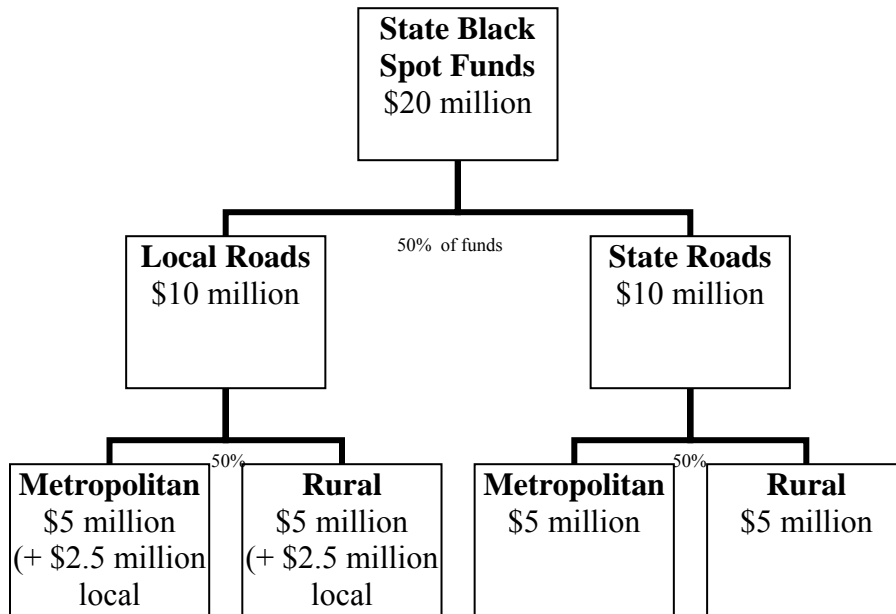 State Black
Spot Funds
$20 million
50% of funds
Local Roads
$10 million
State Roads
$10 million
50%
50%
Metropolitan
$5 million
(+ $2.5 million
local
Rural
$5 million
(+ $2.5 million
local
Metropolitan
$5 million
Rural
$5 million